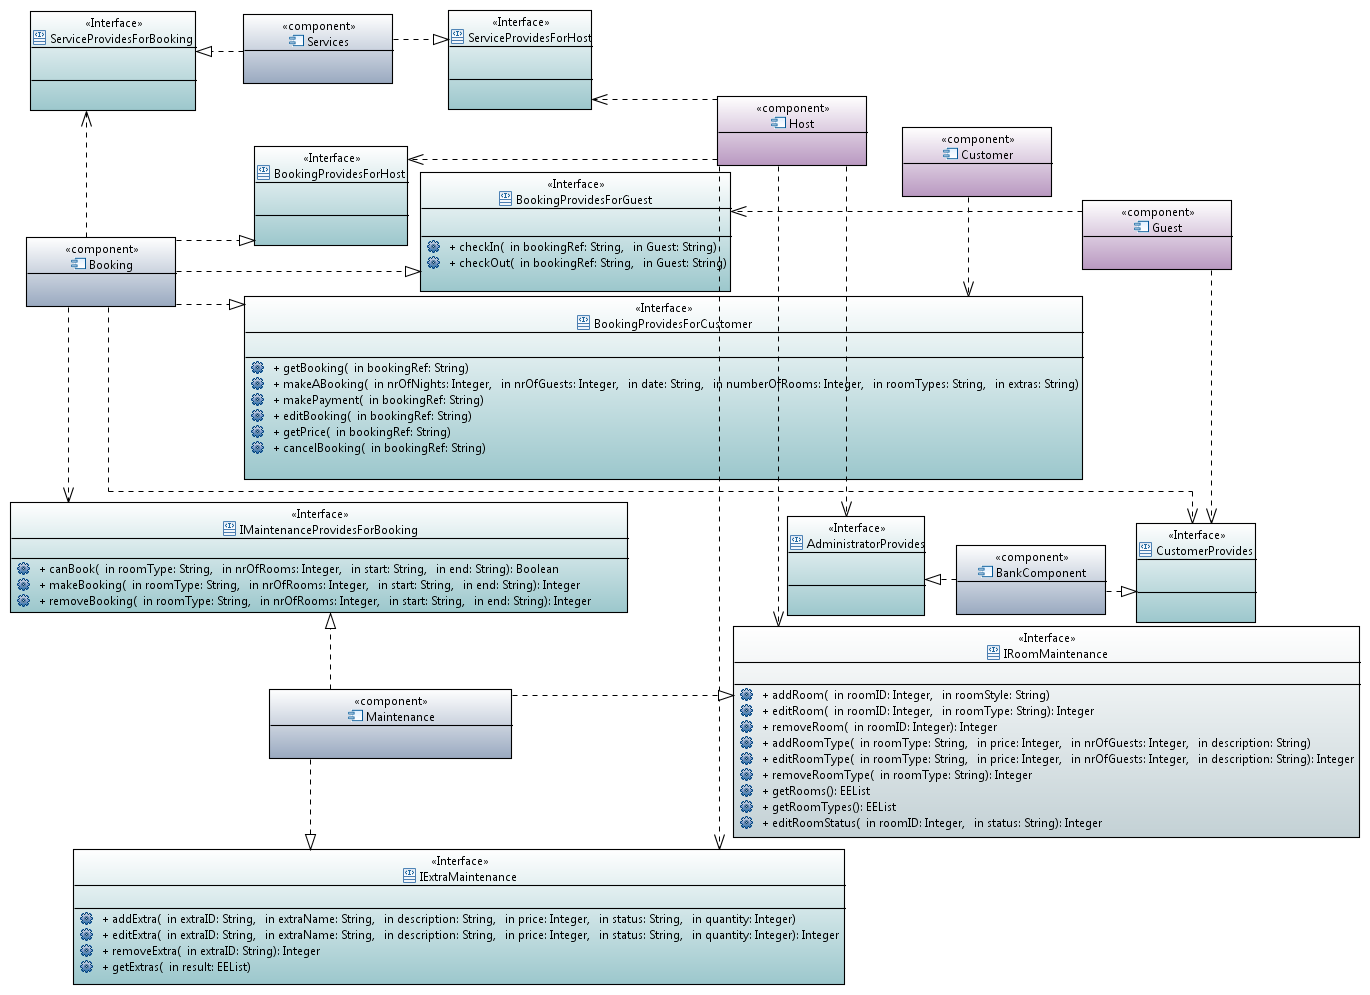 «Interface»
ServiceProvidesForBooking
«component»
Services
«Interface»
ServiceProvidesForHost
«component»
Host
«component»
Customer
«Interface»
BookingProvidesForHost
«Interface»
BookingProvidesForGuest
+ checkIn( in bookingRef: String, in Guest: String)
+ checkOut( in bookingRef: String, in Guest: String)
«component»
Guest
«component»
Booking
«Interface»
BookingProvidesForCustomer
+ getBooking( in bookingRef: String)
+ makeABooking( in nrOfNights: Integer, in nrOfGuests: Integer, in date: String, in numberOfRooms: Integer, in roomTypes: String, in extras: String)
+ makePayment( in bookingRef: String)
+ editBooking( in bookingRef: String)
+ getPrice( in bookingRef: String)
+ cancelBooking( in bookingRef: String)
«Interface»
IMaintenanceProvidesForBooking
+ canBook( in roomType: String, in nrOfRooms: Integer, in start: String, in end: String): Boolean
+ makeBooking( in roomType: String, in nrOfRooms: Integer, in start: String, in end: String): Integer
+ removeBooking( in roomType: String, in nrOfRooms: Integer, in start: String, in end: String): Integer
«Interface»
AdministratorProvides
«component»
BankComponent
«Interface»
CustomerProvides
«component»
Maintenance
«Interface»
IRoomMaintenance
+ addRoom( in roomID: Integer, in roomStyle: String)
+ editRoom( in roomID: Integer, in roomType: String): Integer
+ removeRoom( in roomID: Integer): Integer
+ addRoomType( in roomType: String, in price: Integer, in nrOfGuests: Integer, in description: String)
+ editRoomType( in roomType: String, in price: Integer, in nrOfGuests: Integer, in description: String): Integer
+ removeRoomType( in roomType: String): Integer
+ getRooms(): EEList
+ getRoomTypes(): EEList
+ editRoomStatus( in roomID: Integer, in status: String): Integer
«Interface»
IExtraMaintenance
+ addExtra( in extraID: String, in extraName: String, in description: String, in price: Integer, in status: String, in quantity: Integer)
+ editExtra( in extraID: String, in extraName: String, in description: String, in price: Integer, in status: String, in quantity: Integer): Integer
+ removeExtra( in extraID: String): Integer
+ getExtras( in result: EEList)